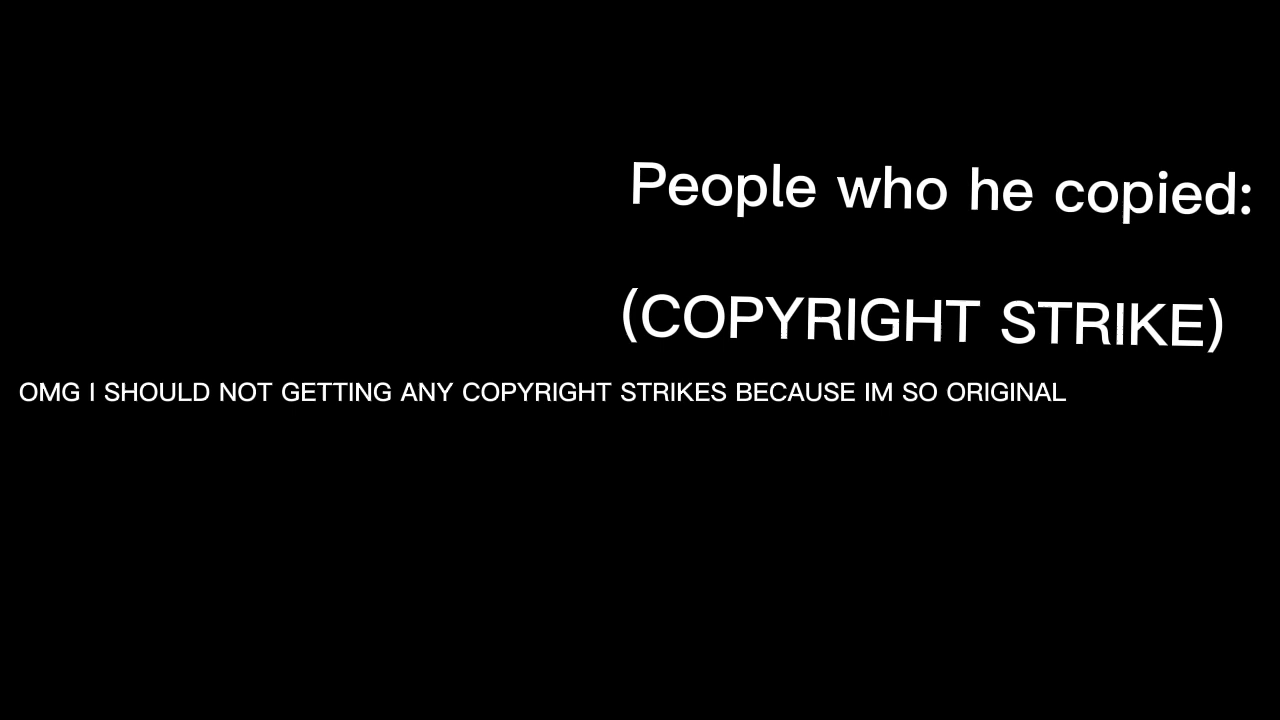 People who he copied:
(COPYRIGHT STRIKE)
OMG I SHOULD NOT GETTING ANY COPYRIGHT STRIKES BECAUSE IM SO ORIGINAL